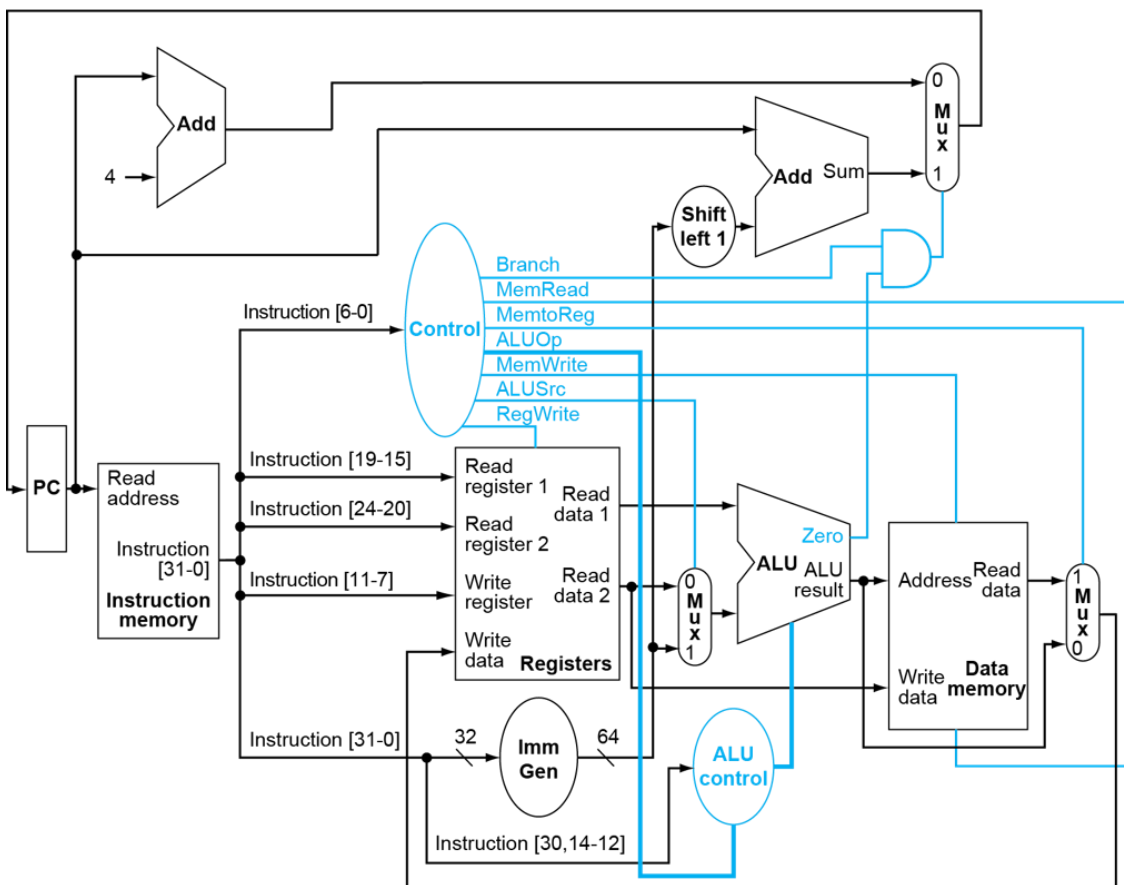 0
Mux
1
Add
4
Add
Sum
Shift
left 1
Branch
MemRead
MemtoReg
ALUOp
MemWrite
ALUSrc
RegWrite
Control
Instruction [6-0]
Instruction [19-15]
Instruction [24-20]
Instruction [11-7]
PC
Read
address
Instruction
[31-0]
Instruction
memory
Read
register 1
Read
register 2
Write
register
Write
data
Read
data 1
Read
data 2
Registers
0
Mux
1
Zero
ALU
ALU
result
Address
Read
data
Write
data
Data
memory
1
Mux
0
Instruction [31-0]
32
Imm
Gen
64
ALU
control
Instruction [30,14-12]